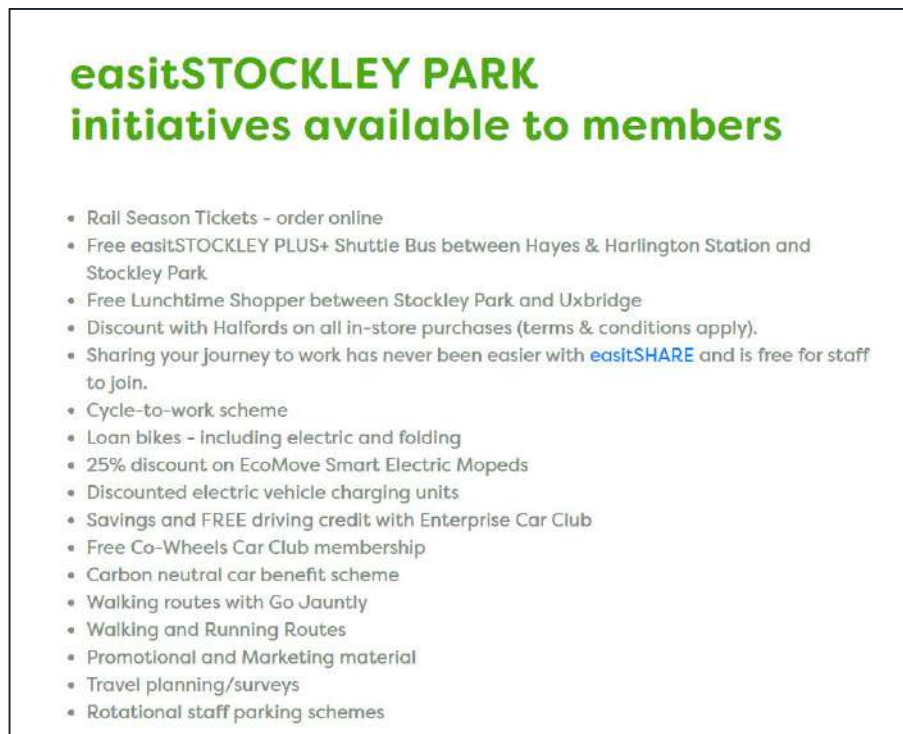 easitSTOCKLEY PARK
initiatives available to members
• Rail Season Tickets - order online
• Free easitSTOCKLEY PLUS+ Shuttle Bus between Hayes & Harlington Station and
Stockley Park
• Free Lunchtime Shopper between Stockley Park and Uxbridge
• Discount with Halfords on all in-store purchases (terms & conditions apply).
• Sharing your journey to work has never been easier with easitSHARE and is free for staff
to join.
• Cycle-to-work scheme
• Loan bikes - including electric and folding
• 25% discount on EcoMove Smart Electric Mopeds
• Discounted electric vehicle charging units
• Savings and FREE driving credit with Enterprise Car Club
• Free Co-Wheels Car Club membership
• Carbon neutral car benefit scheme
• Walking routes with Go Jauntly
• Walking and Running Routes
• Promotional and Marketing material
• Travel planning/surveys
• Rotational staff parking schemes